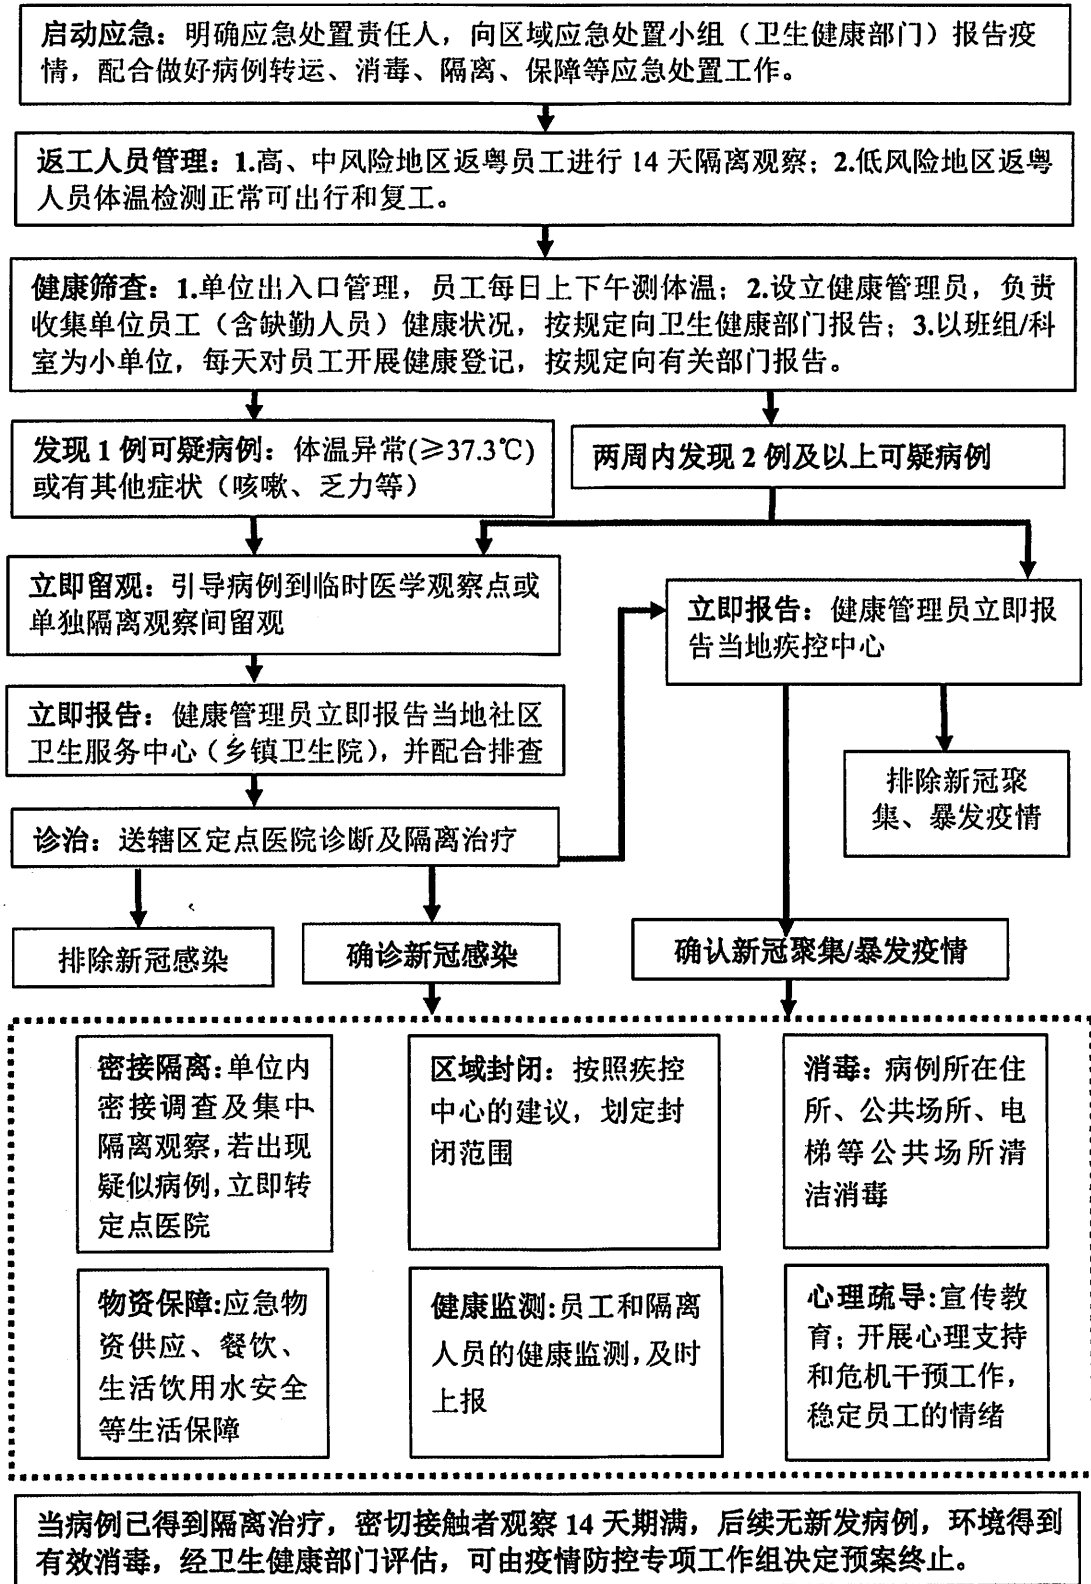 启动应急：明确应急处置责任人，向区域应急处置小组（卫生健康部门）报告疫
情，配合做好病例转运、消毒、隔离、保障等应急处置工作。
返工人员管理：1.高、中风险地区返粤员工进行 14 天隔离观察；2.低风险地区返粤
人员体温检测正常可出行和复工。
健康筛查：1.单位出入口管理，员工每日上下午测体温；2.设立健康管理员，负责
收集单位员工（含缺勤人员）健康状况，按规定向卫生健康部门报告；3.以班组/科
室为小单位，每天对员工开展健康登记，按规定向有关部门报告。
发现 1 例可疑病例：体温异常(≥37.3℃)
或有其他症状（咳嗽、乏力等）
两周内发现 2 例及以上可疑病例
立即留观：引导病例到临时医学观察点或
单独隔离观察间留观
立即报告：健康管理员立即报
告当地疾控中心
立即报告：健康管理员立即报告当地社区
卫生服务中心（乡镇卫生院），并配合排查
排除新冠聚
集、暴发疫情
诊治：送辖区定点医院诊断及隔离治疗
排除新冠感染
确诊新冠感染
确认新冠聚集/暴发疫情
密接隔离：单位内
密接调查及集中
隔离观察，若出现
疑似病例，立即转
定点医院
区域封闭：按照疾控
中心的建议，划定封
闭范围
消毒：病例所在住
所、公共场所、电
梯等公共场所清
洁消毒
物资保障：应急物
资供应、餐饮、
生活饮用水安全
等生活保障
健康监测：员工和隔离
人员的健康监测，及时
上报
心理疏导：宣传教
育；开展心理支持
和危机干预工作，
稳定员工的情绪
当病例已得到隔离治疗，密切接触者观察 14 天期满，后续无新发病例，环境得到
有效消毒，经卫生健康部门评估，可由疫情防控专项工作组决定预案终止。